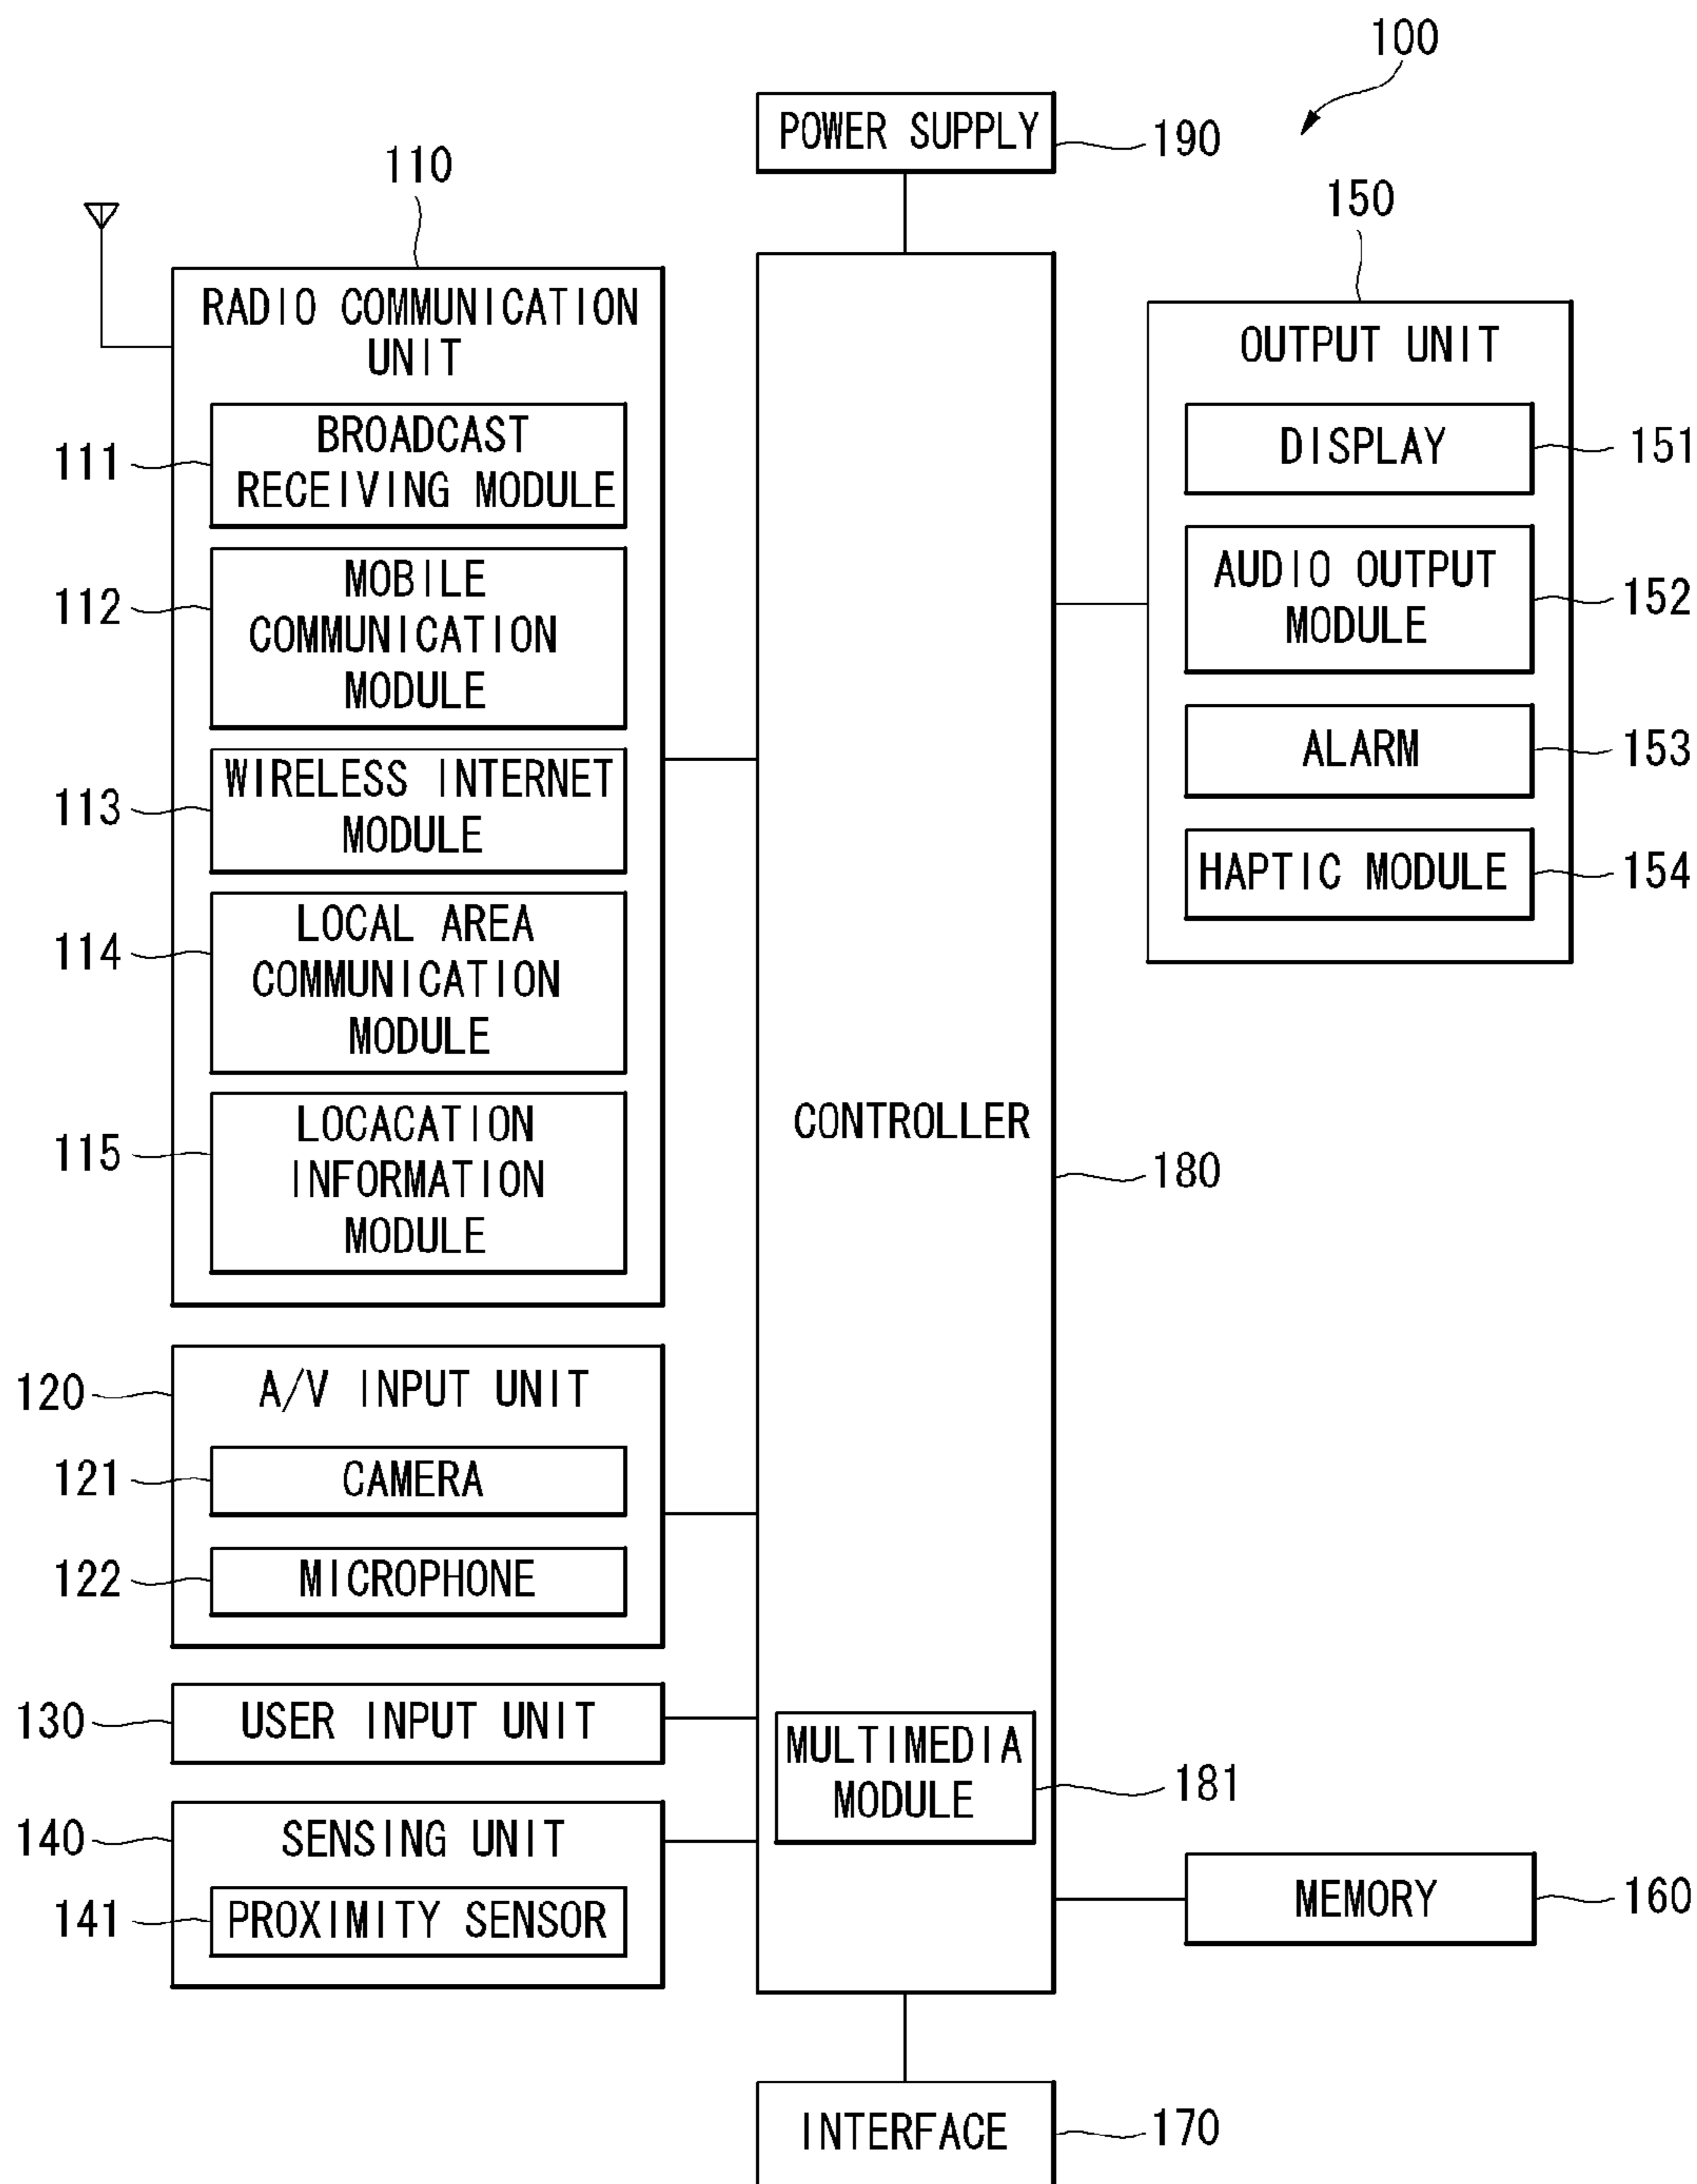 100
POWER SUPPLY
190
110
150
RADIO COMMUNICATION
UNIT
OUTPUT UNIT
111
BROADCAST
RECEIVING MODULE
DISPLAY
151
112
MOBILE
COMMUNICATION
MODULE
AUDIO OUTPUT
MODULE
152
113
WIRELESS INTERNET
MODULE
ALARM
153
HAPTIC MODULE
154
114
LOCAL AREA
COMMUNICATION
MODULE
115
LOCACATION
INFORMATION
MODULE
CONTROLLER
180
120
A/V INPUT UNIT
121
CAMERA
122
MICROPHONE
130
USER INPUT UNIT
MULTIMEDIA
MODULE
181
140
SENSING UNIT
141
PROXIMITY SENSOR
MEMORY
160
INTERFACE
170